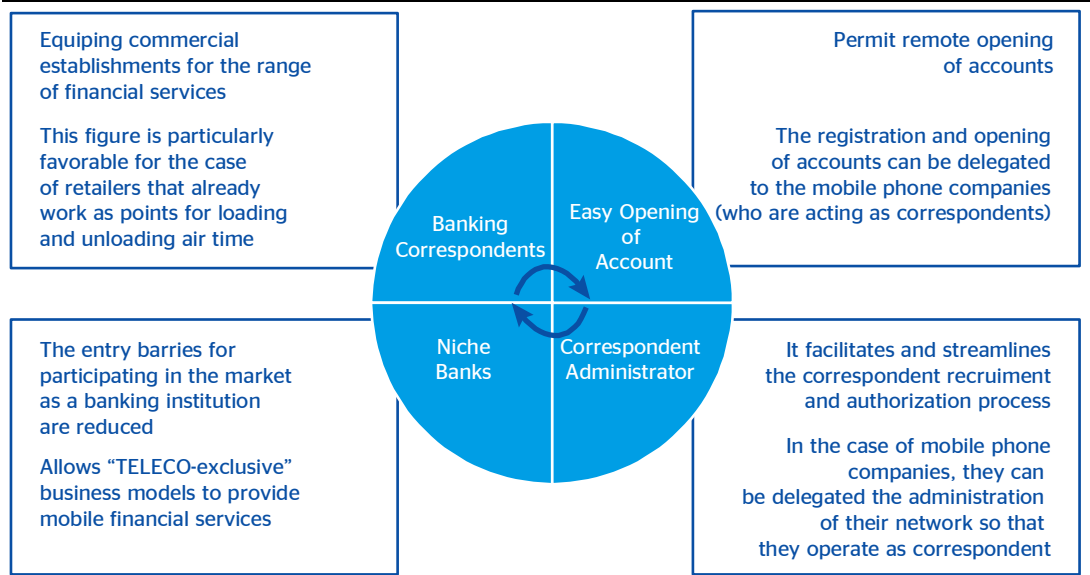 Equiping commercial
establishments for the range
of financial services
This figure is particularly
favorable for the case
of retailers that already
work as points for loading
and unloading air time
Permit remote opening
of accounts
The registration and opening
of accounts can be delegated
to the mobile phone companies
(who are acting as correspondents)
Banking
Correspondents
Easy Opening
of
Account
Niche
Banks
Correspondent
Administrator
The entry barries for
participating in the market
as a banking institution
are reduced
Allows “TELECO-exclusive”
business models to provide
mobile financial services
It facilitates and streamlines
the correspondent recruiment
and authorization process
In the case of mobile phone
companies, they can
be delegated the administration
of their network so that
they operate as correspondent